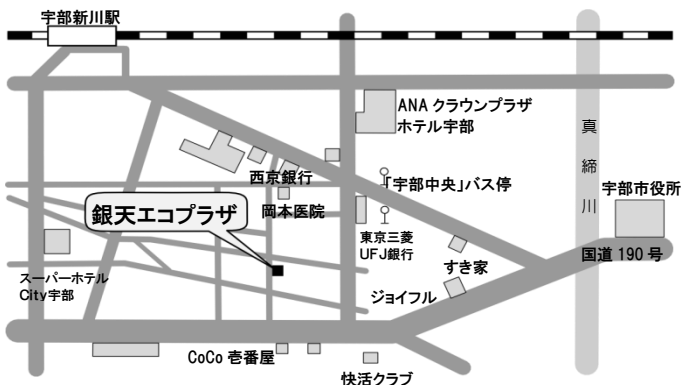 宇部新川駅
ANA クラウンプラザ
ホテル宇部
真締川
西京銀行
「宇部中央」バス停
宇部市役所
銀天エコプラザ
岡本医院
東京三菱
UFJ銀行
国道 190 号
すき家
スーパーホテル
City宇部
ジョイフル
CoCo 壱番屋
快活クラブ